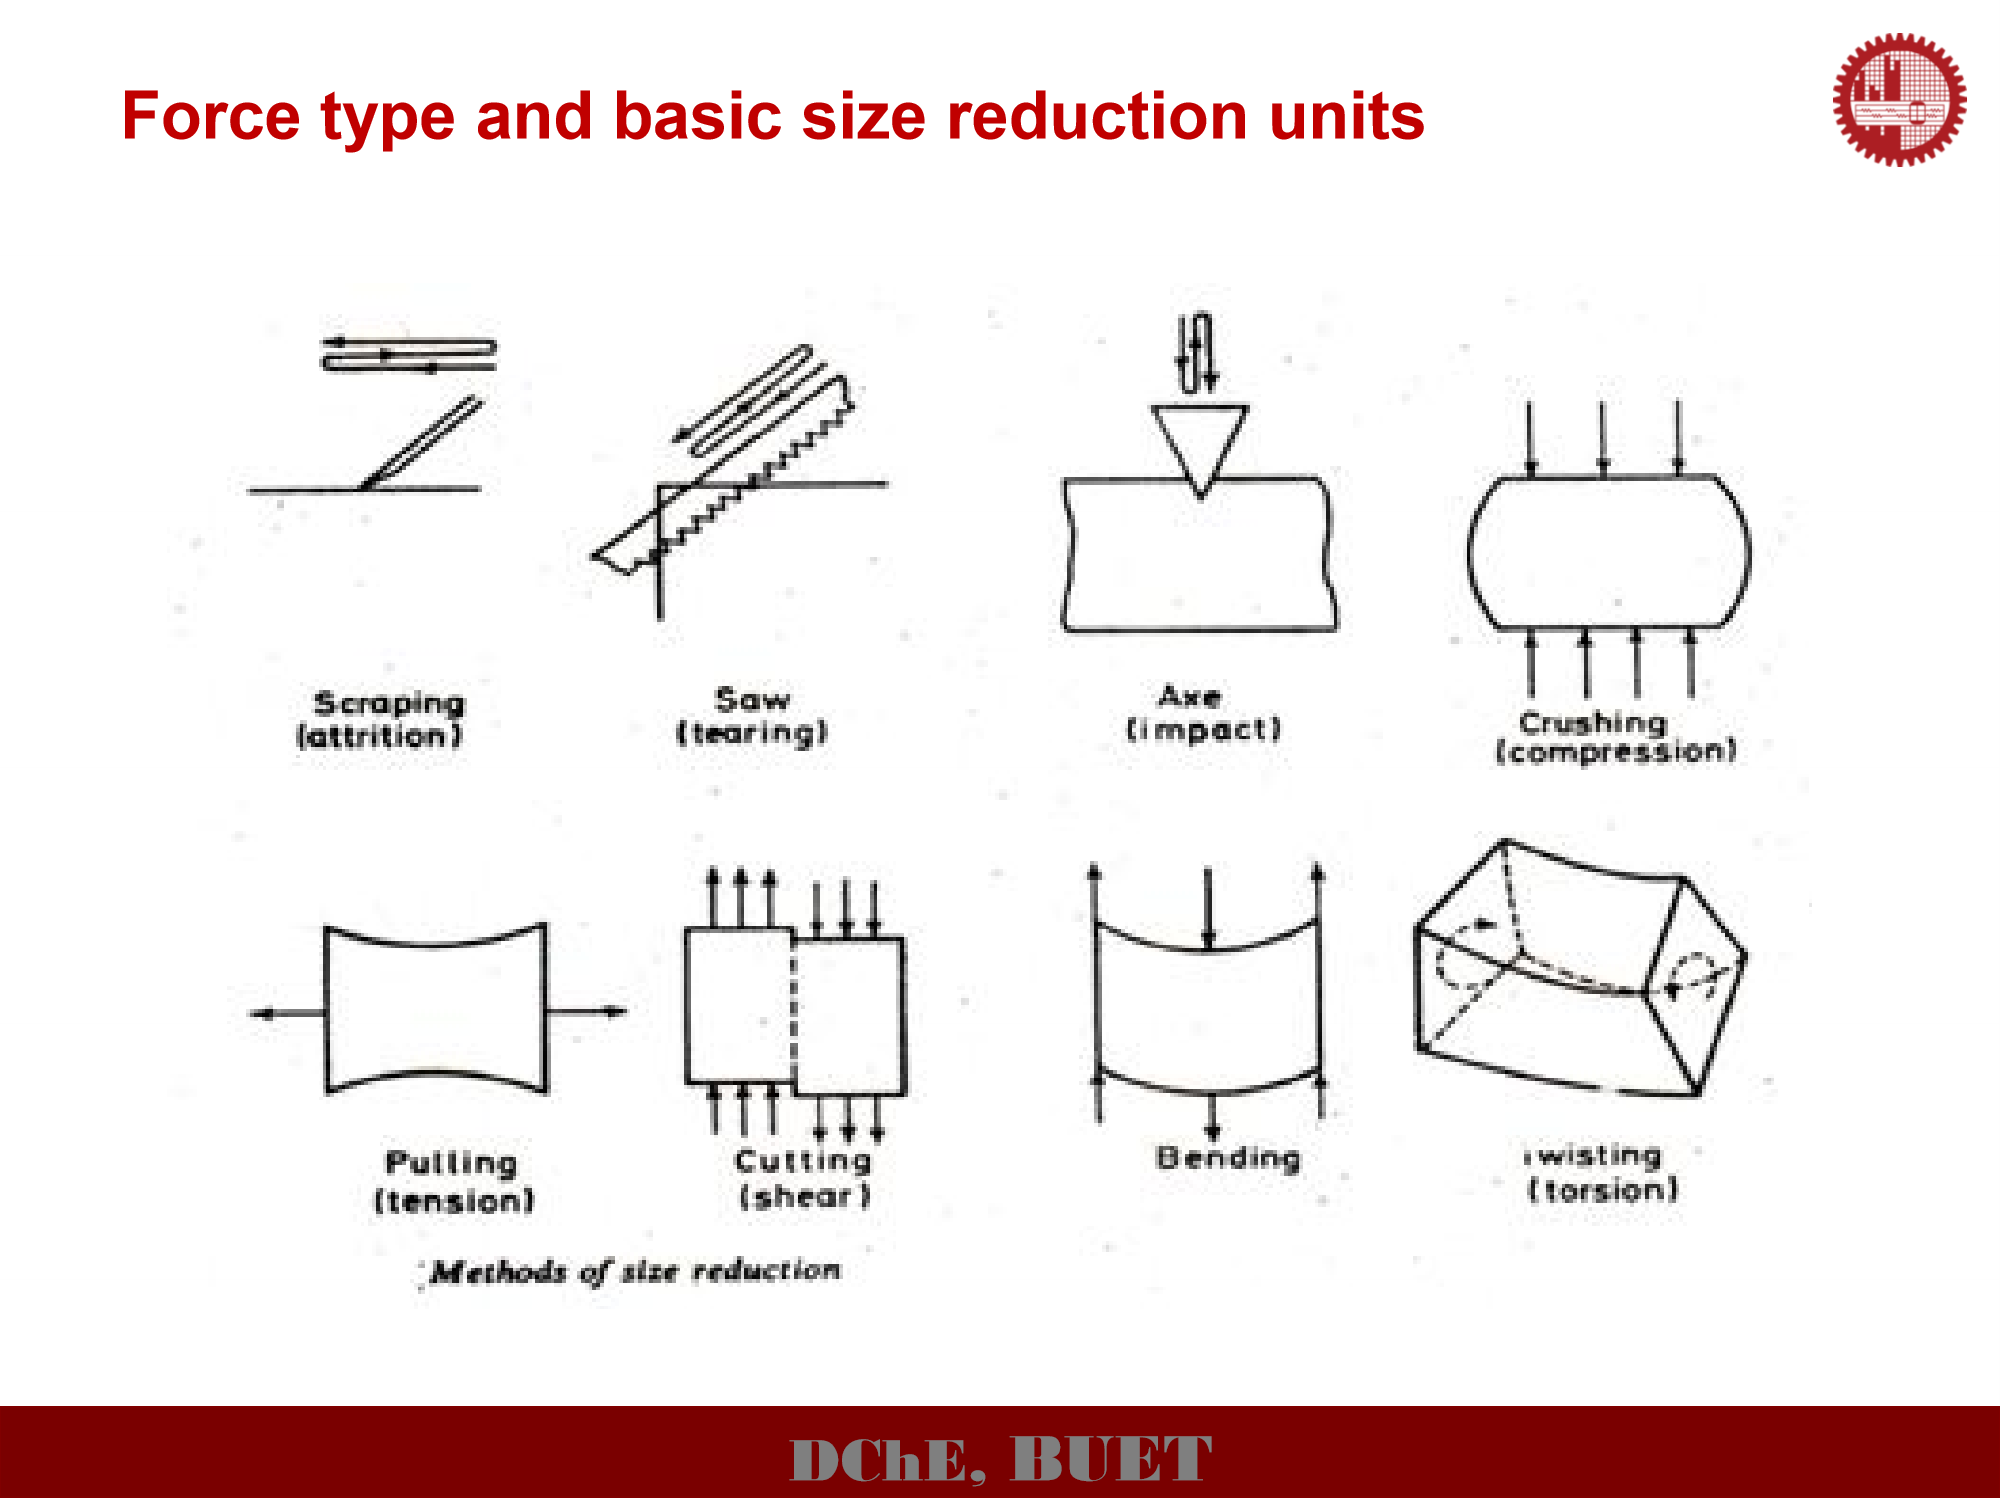 Force type and basic size reduction units
Scraping
(attrition)
Saw
(tearing)
Axe
(impact)
Crushing
(compression)
Pulling
(tension)
Cutting
(shear)
Bending
Twisting
(torsion)
Methods of size reduction
DChE, BUET